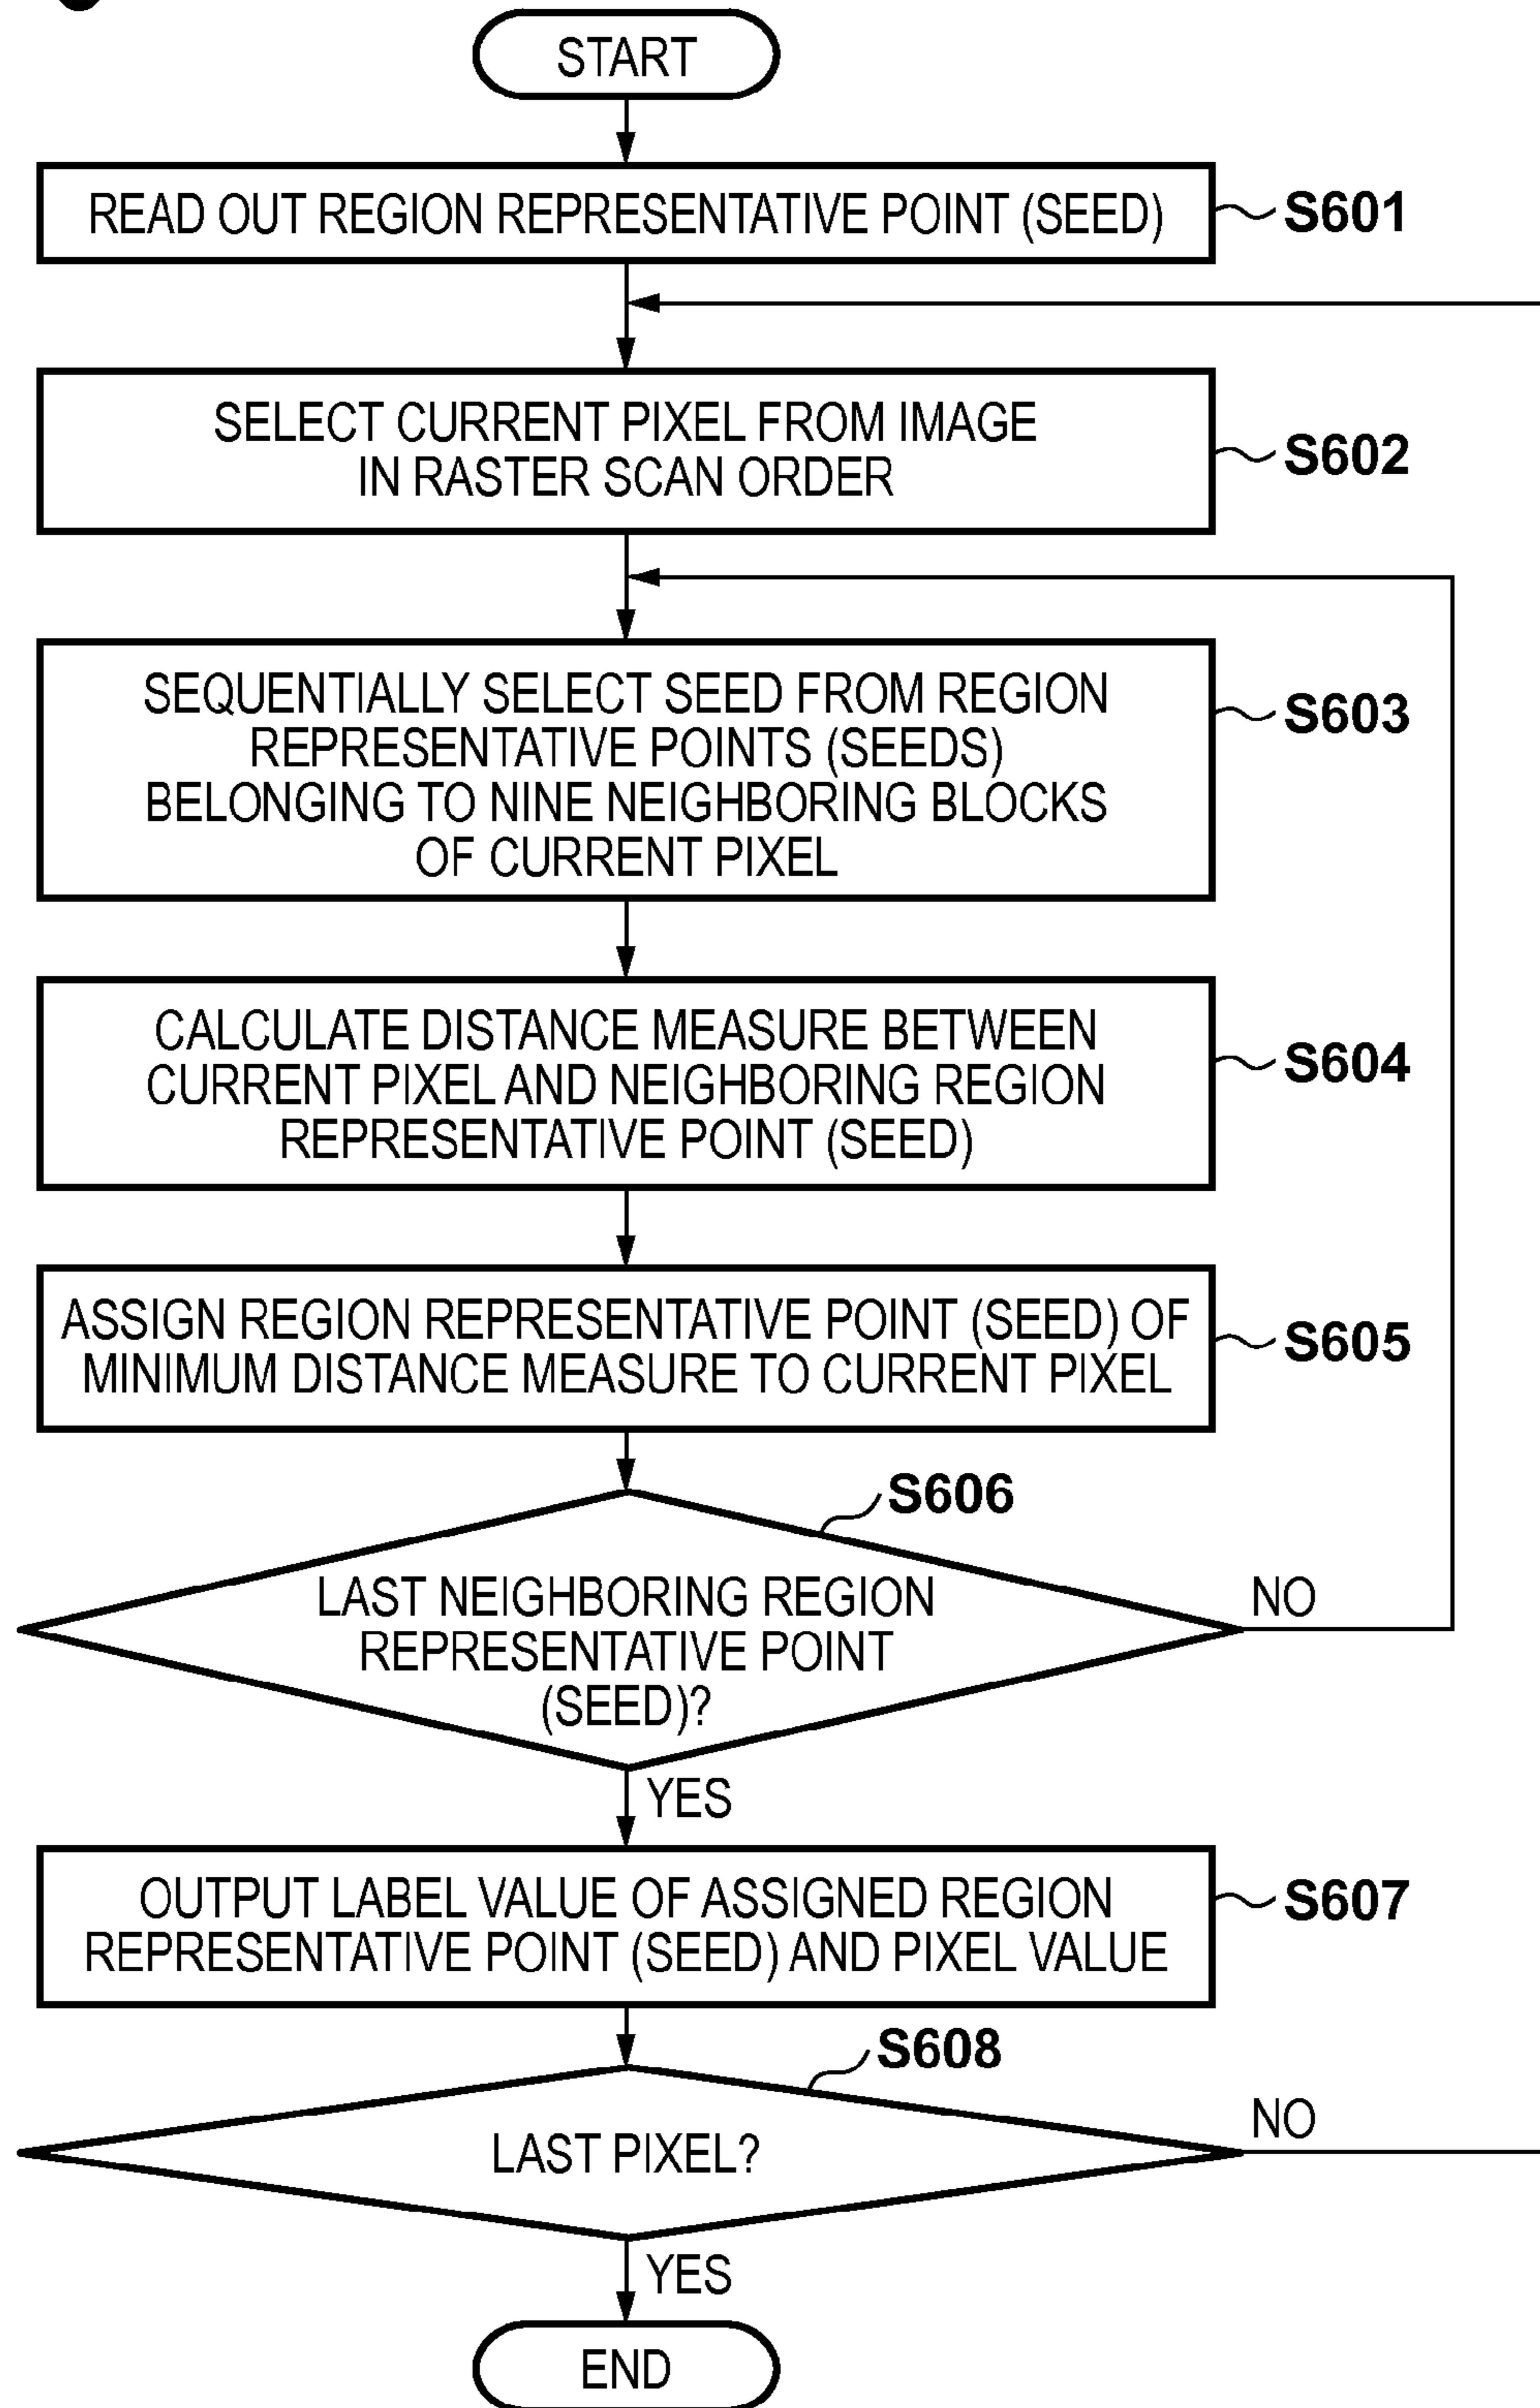 START
READ OUT REGION REPRESENTATIVE POINT (SEED)
S601
SELECT CURRENT PIXEL FROM IMAGE
IN RASTER SCAN ORDER
S602
SEQUENTIALLY SELECT SEED FROM REGION
REPRESENTATIVE POINTS (SEEDS)
BELONGING TO NINE NEIGHBORING BLOCKS
OF CURRENT PIXEL
S603
CALCULATE DISTANCE MEASURE BETWEEN
CURRENT PIXEL AND NEIGHBORING REGION
REPRESENTATIVE POINT (SEED)
S604
ASSIGN REGION REPRESENTATIVE POINT (SEED) OF
MINIMUM DISTANCE MEASURE TO CURRENT PIXEL
S605
S606
LAST NEIGHBORING REGION
REPRESENTATIVE POINT
(SEED)?
NO
YES
OUTPUT LABEL VALUE OF ASSIGNED REGION
REPRESENTATIVE POINT (SEED) AND PIXEL VALUE
S607
S608
LAST PIXEL?
NO
YES
END